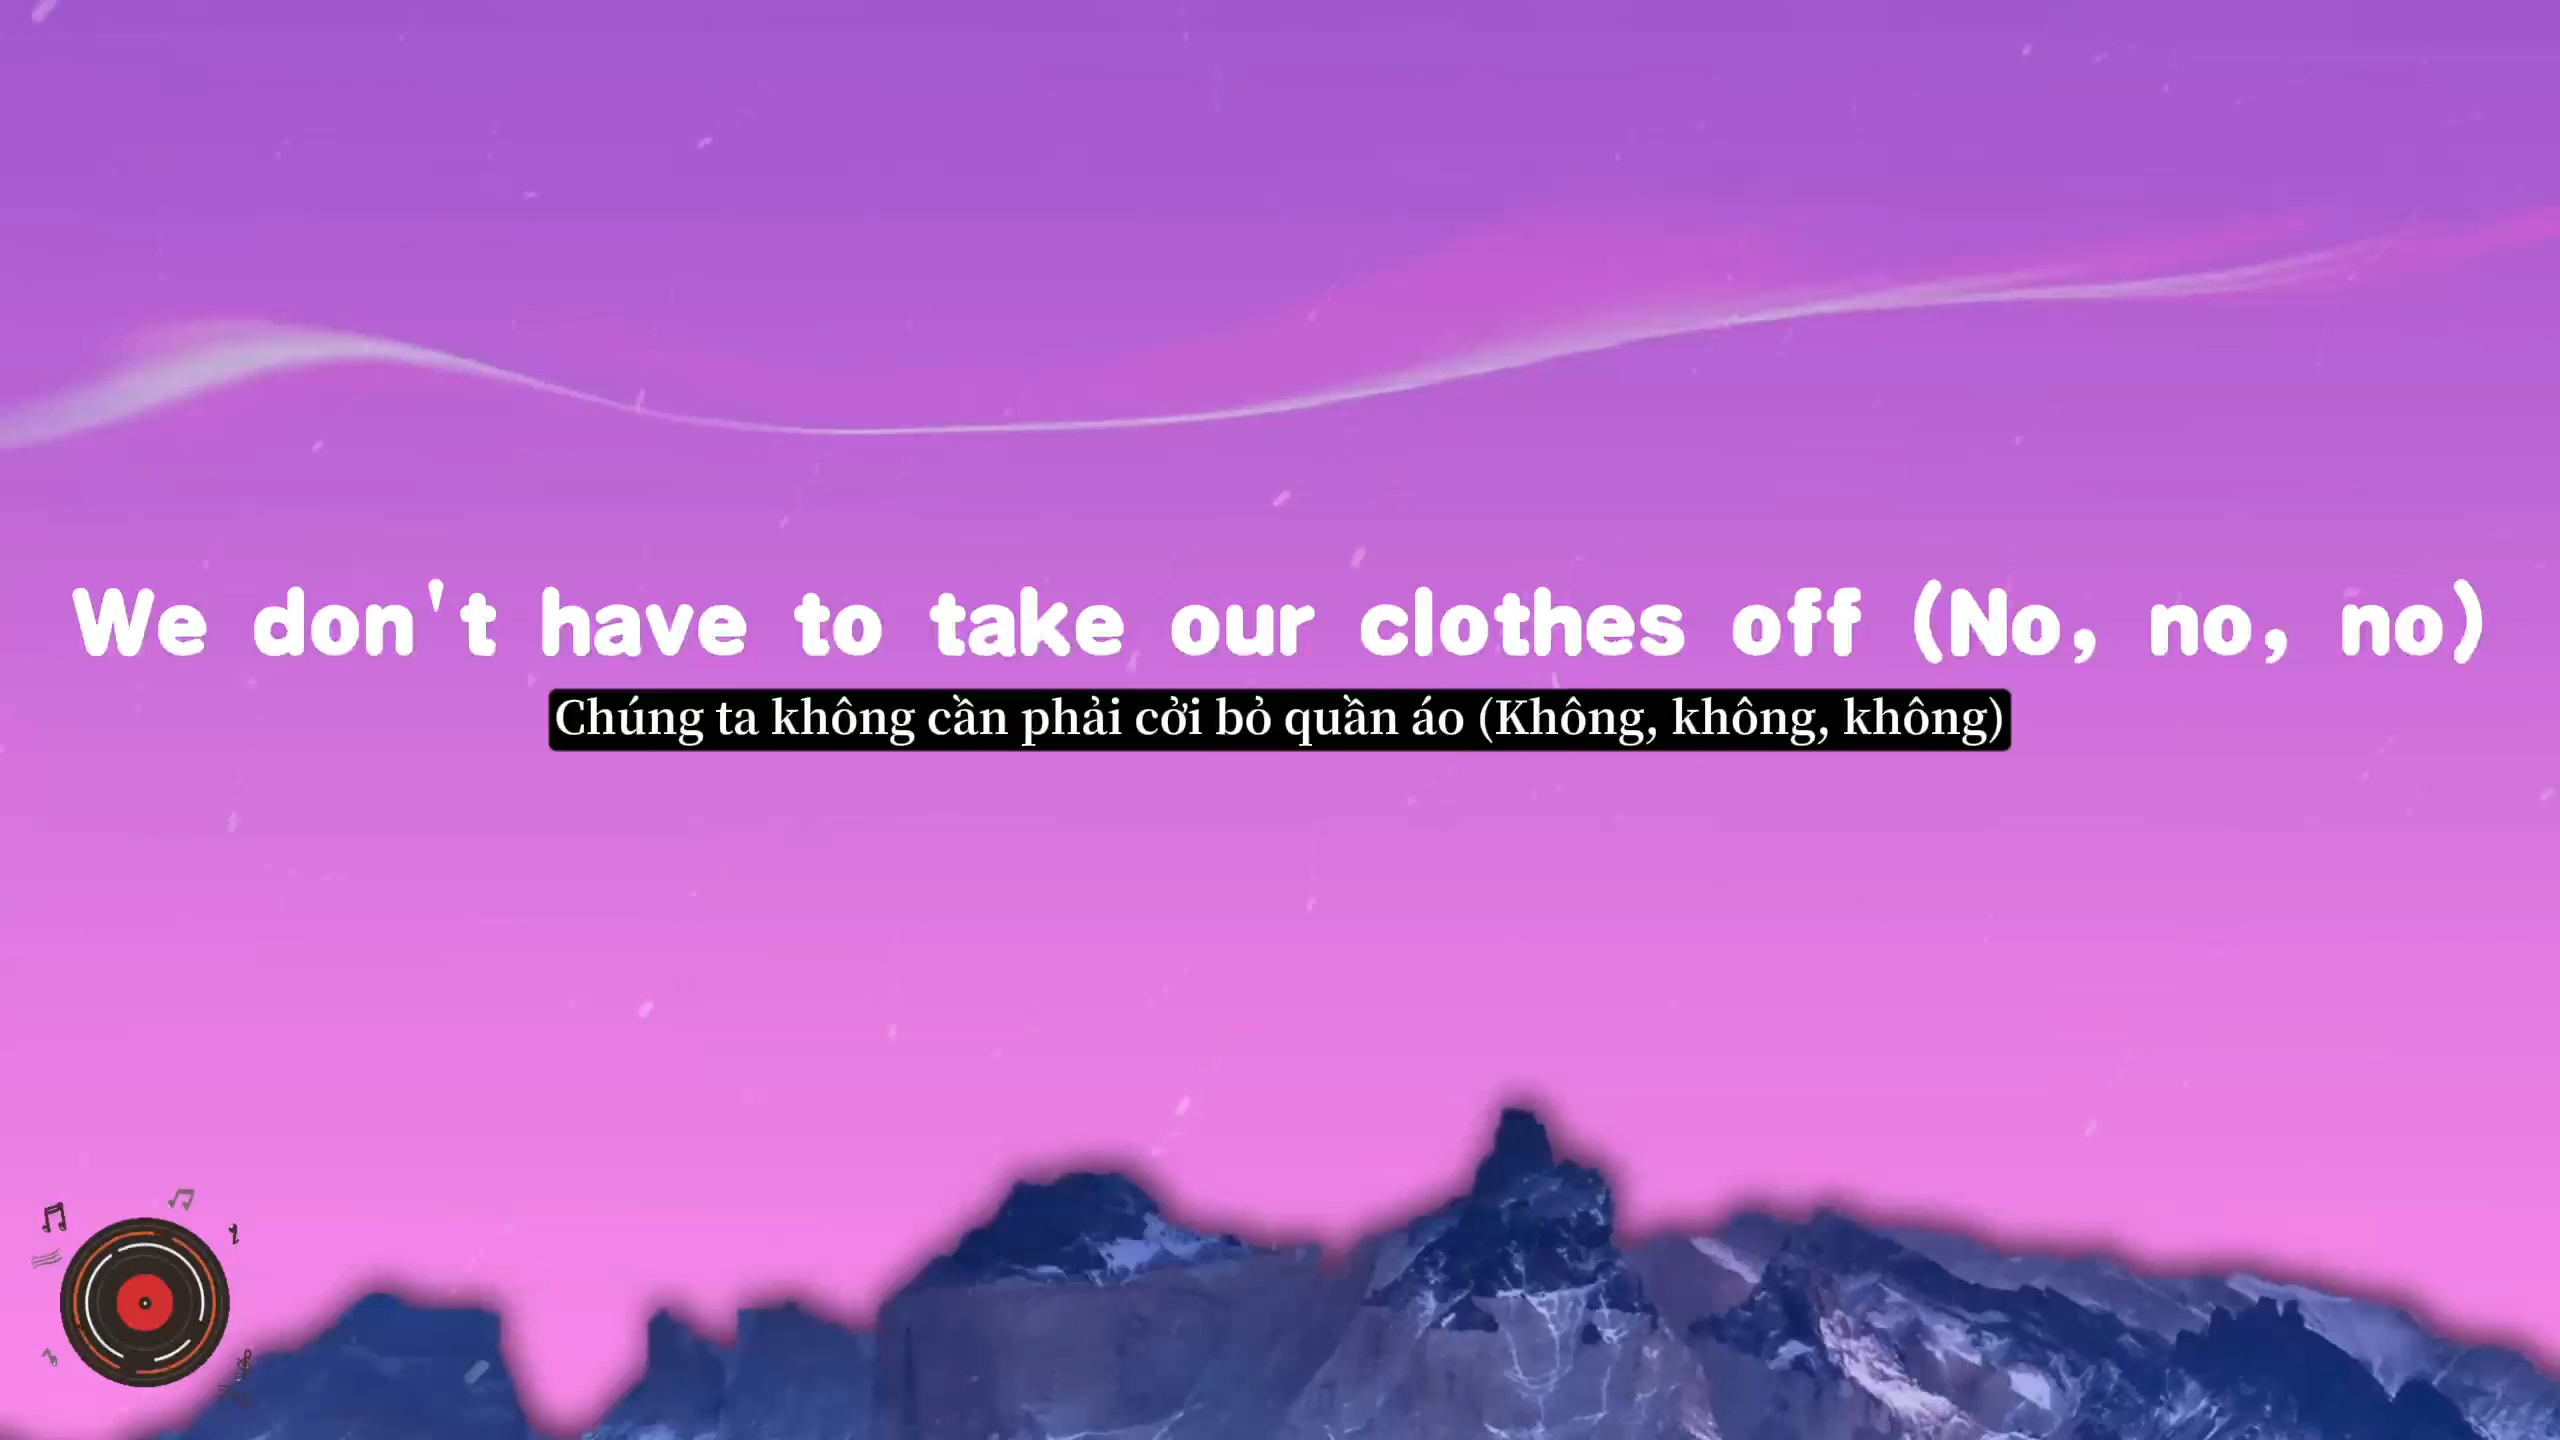 We don't have to take our clothes off (No, no, no)
Chúng ta không cần phải cởi bỏ quần áo (Không, không, không)